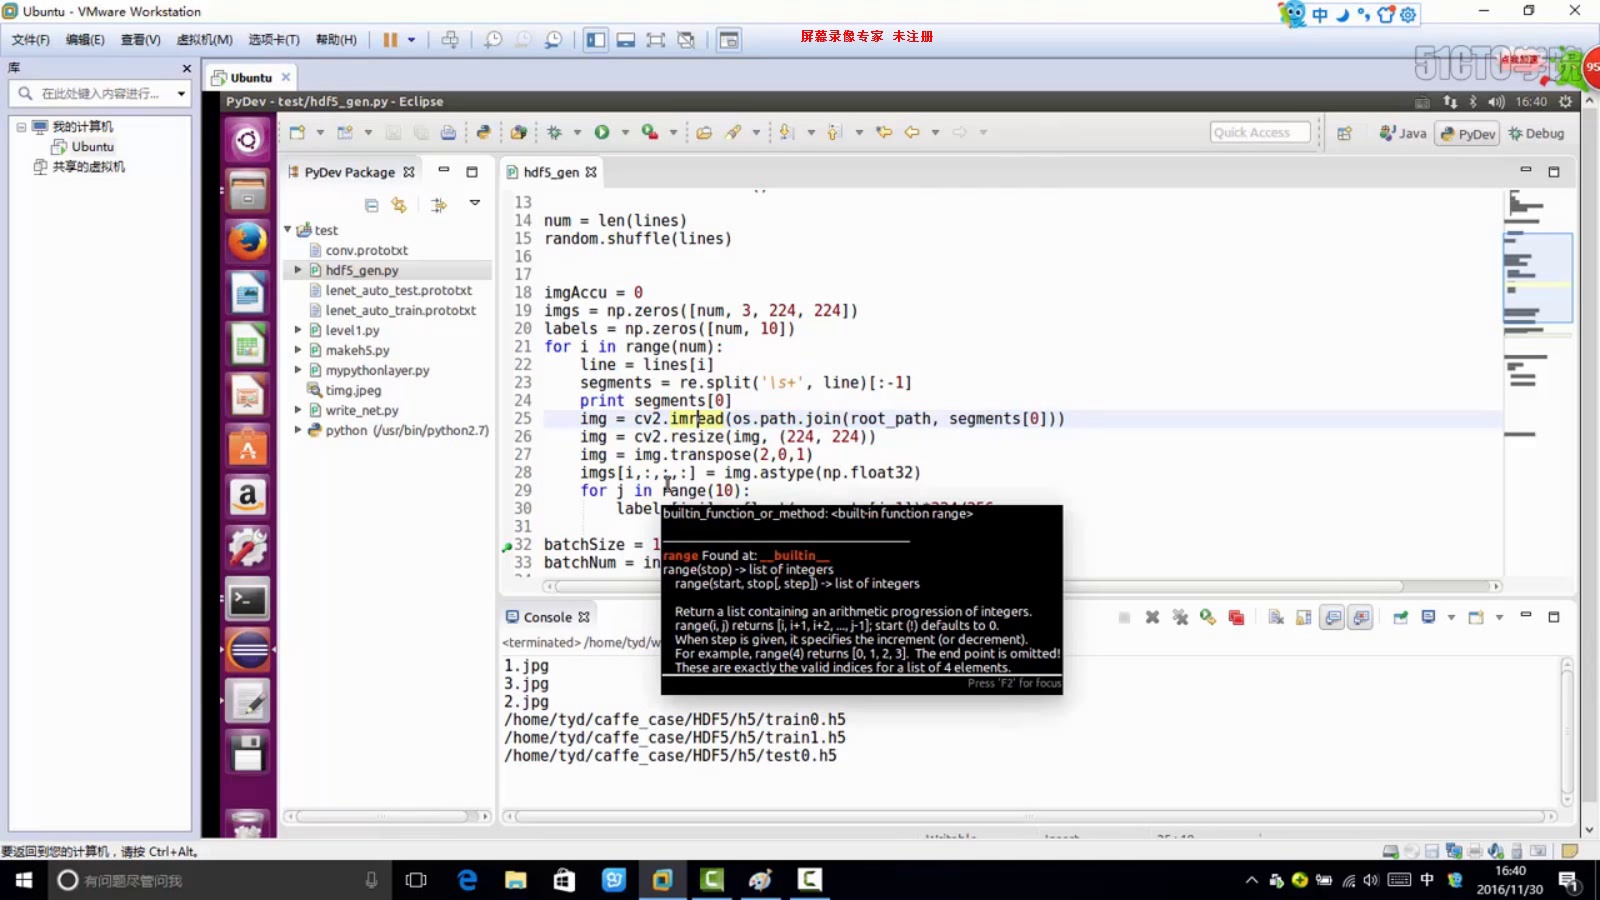 Ubuntu - VMware Workstation
中
文件(F) 编辑(E) 查看(V) 虚拟机(M) 选项卡(T) 帮助(H)
屏幕录像专家 未注册
51CTO学院
95
库
在此处键入内容进行...
我的计算机
Ubuntu
共享的虚拟机
Ubuntu
PyDev - test/hdf5_gen.py - Eclipse
16:40
Quick Access
Java
PyDev
Debug
PyDev Package
test
conv.prototxt
hdf5_gen.py
lenet_auto_test.prototxt
lenet_auto_train.prototxt
level1.py
makeh5.py
mypythonlayer.py
timg.jpeg
write_net.py
python (/usr/bin/python2.7)
hdf5_gen
13
14 num = len(lines)
15 random.shuffle(lines)
16
17
18 imgAccu = 0
19 imgs = np.zeros([num, 3, 224, 224])
20 labels = np.zeros([num, 10])
21 for i in range(num):
22 line = lines[i]
23 segments = re.split('\s+', line)[:-1]
24 print segments[0]
25 img = cv2.imread(os.path.join(root_path, segments[0]))
26 img = cv2.resize(img, (224, 224))
27 img = img.transpose(2,0,1)
28 imgs[i,:,:,:] = img.astype(np.float32)
29 for j in range(10):
30 label
31
32 batchSize = 1
33 batchNum = in
builtin_function_or_method: <built-in function range>
range Found at: __builtin__
range(stop) -> list of integers
range(start, stop[, step]) -> list of integers
Return a list containing an arithmetic progression of integers.
range(i, j) returns [i, i+1, i+2, ..., j-1]; start (!) defaults to 0.
When step is given, it specifies the increment (or decrement).
For example, range(4) returns [0, 1, 2, 3]. The end point is omitted!
These are exactly the valid indices for a list of 4 elements.
Press 'F2' for focus
Console
<terminated> /home/tyd/w
1.jpg
3.jpg
2.jpg
/home/tyd/caffe_case/HDF5/h5/train0.h5
/home/tyd/caffe_case/HDF5/h5/train1.h5
/home/tyd/caffe_case/HDF5/h5/test0.h5
要返回到您的计算机，请按 Ctrl+Alt。
有问题尽管问我
中
16:40
2016/11/30
1